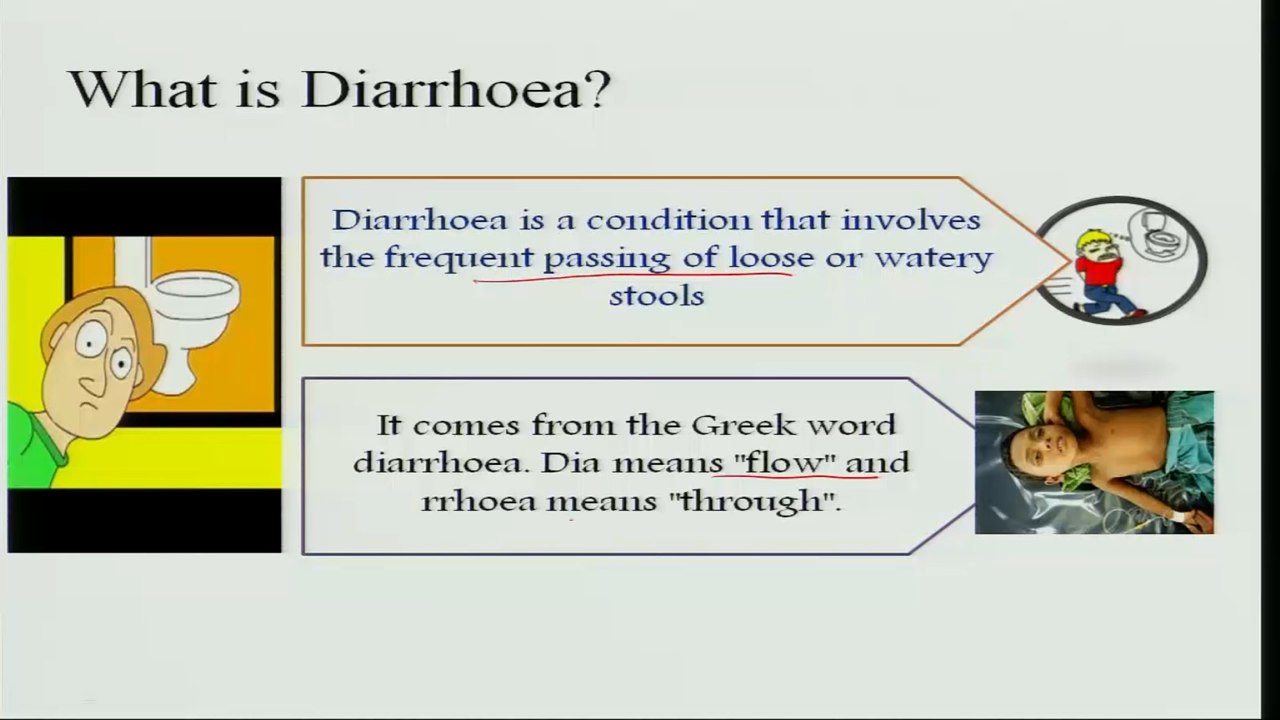 What is Diarrhoea?
Diarrhoea is a condition that involves
the frequent passing of loose or watery
stools
It comes from the Greek word
diarrhoea. Dia means "flow" and
rrhoea means "through".